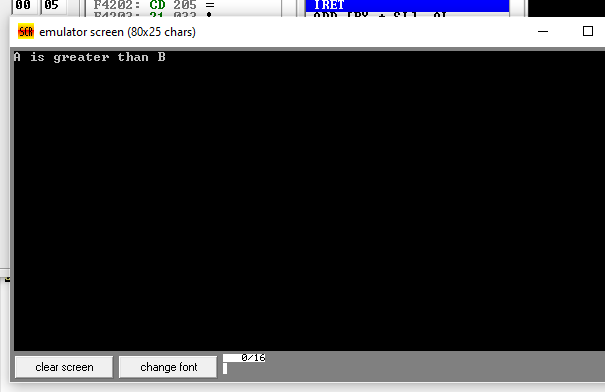 00 05 F4202: CD 205 = IRET
F4203: 21 033 !
SCR emulator screen (80x25 chars)
A is greater than B
0/16
clear screen change font